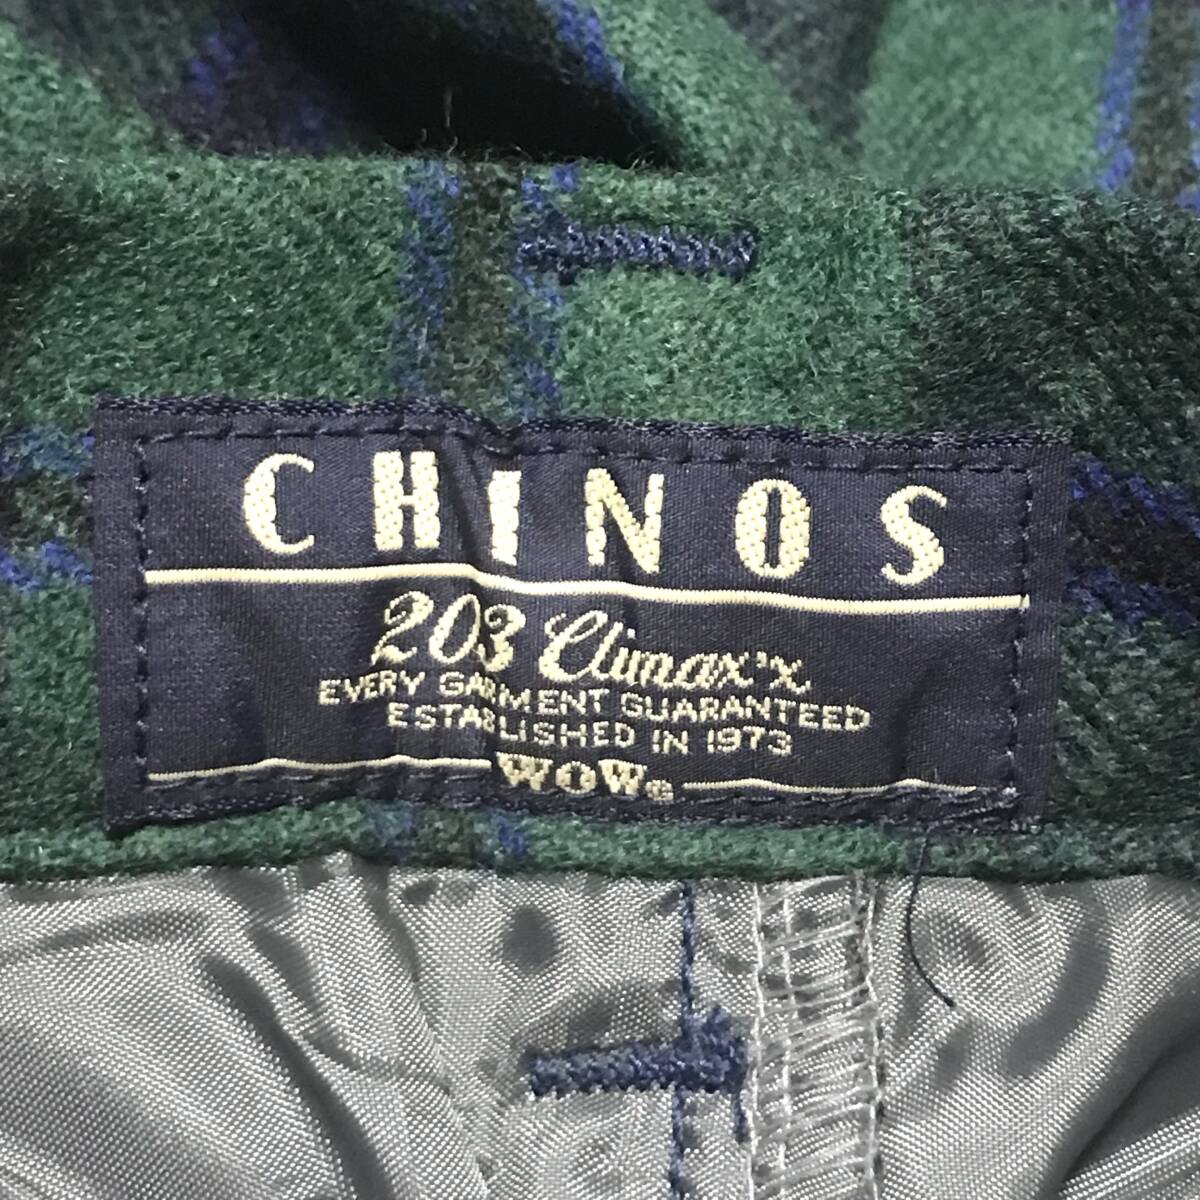 CHINOS
203 Climax'x
EVERY GARMENT GUARANTEED
ESTABLISHED IN 1973
WOW